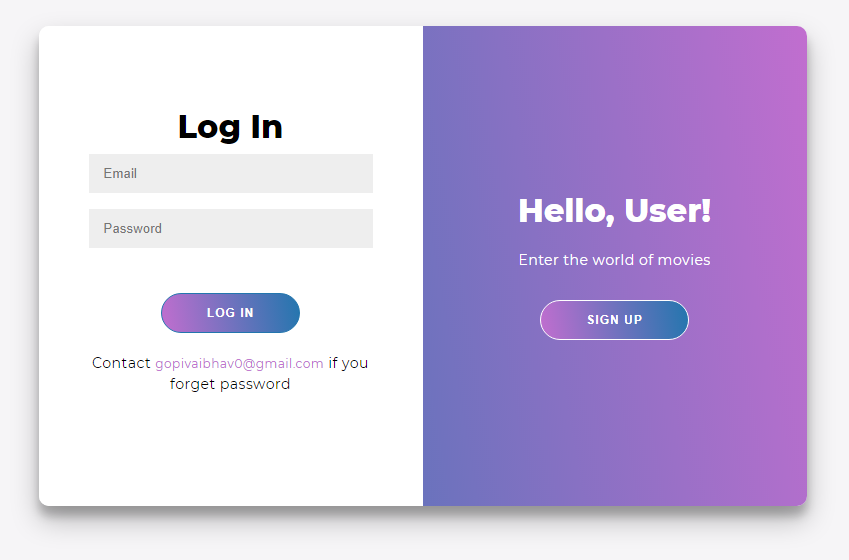 Log In
Email
Password
LOG IN
Contact gopivaibhav0@gmail.com if you
forget password
Hello, User!
Enter the world of movies
SIGN UP